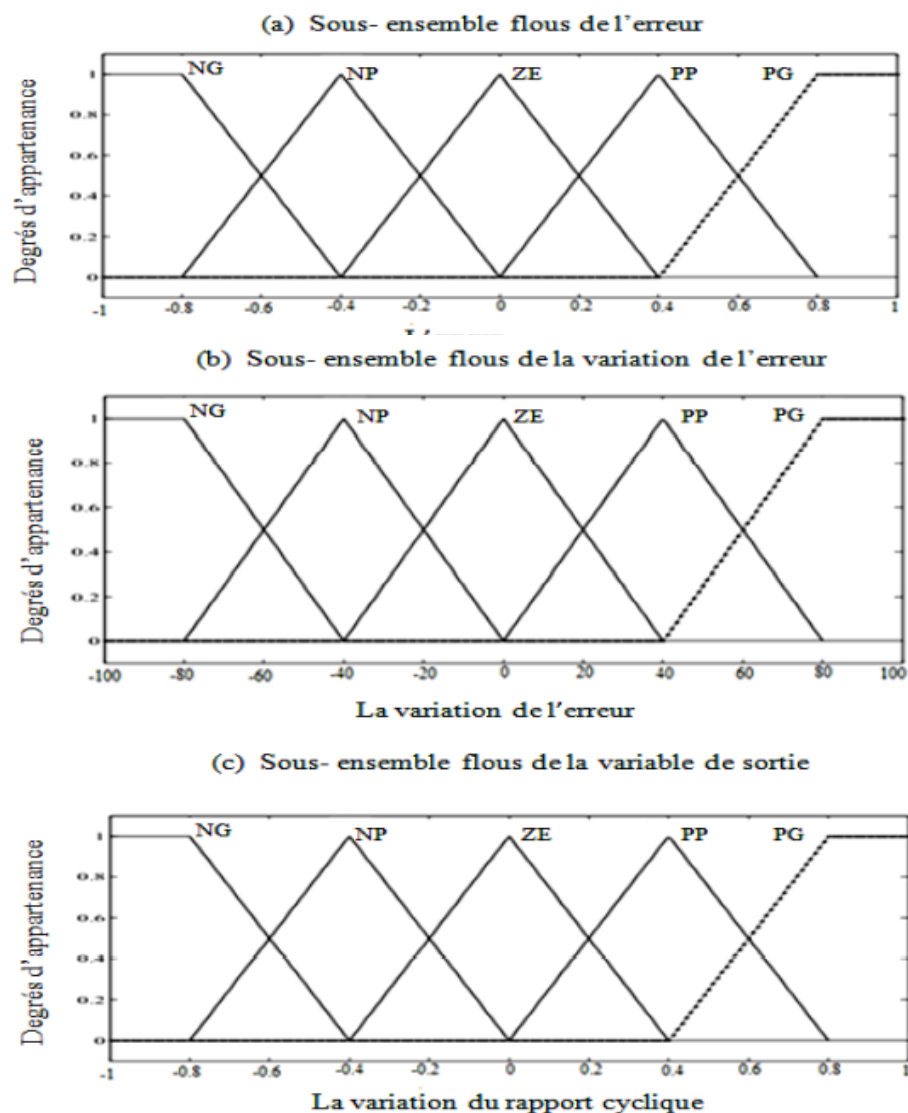 (a) Sous- ensemble flous de l'erreur
Degrés d'appartenance
NG NP ZE PP PG
1
0.8
0.6
0.4
0.2
0
-1 -0.8 -0.6 -0.4 -0.2 0 0.2 0.4 0.6 0.8 1
(b) Sous- ensemble flous de la variation de l'erreur
Degrés d'appartenance
NG NP ZE PP PG
1
0.8
0.6
0.4
0.2
0
-100 -80 -60 -40 -20 0 20 40 60 80 100
La variation de l'erreur
(c) Sous- ensemble flous de la variable de sortie
Degrés d'appartenance
NG NP ZE PP PG
1
0.8
0.6
0.4
0.2
0
-1 -0.8 -0.6 -0.4 -0.2 0 0.2 0.4 0.6 0.8 1
La variation du rapport cyclique